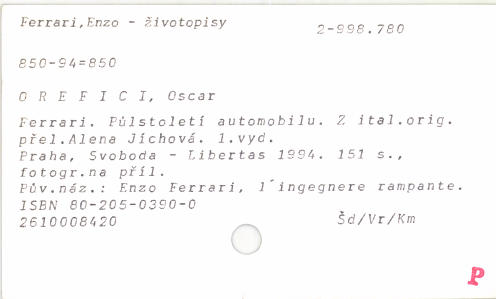 Ferrari,Enzo - životopisy
2-998.780
850-94=850
O R E F I C I, Oscar
Ferrari. Půlstoletí automobilu. Z ital.orig.
přel.Alena Jíchová. 1.vyd.
Praha, Svoboda - Libertas 1994. 151 s.,
fotogr.na příl.
Pův.náz.: Enzo Ferrari, l´ingegnere rampante.
ISBN 80-205-0390-0
2610008420
Šd/Vr/Km
P